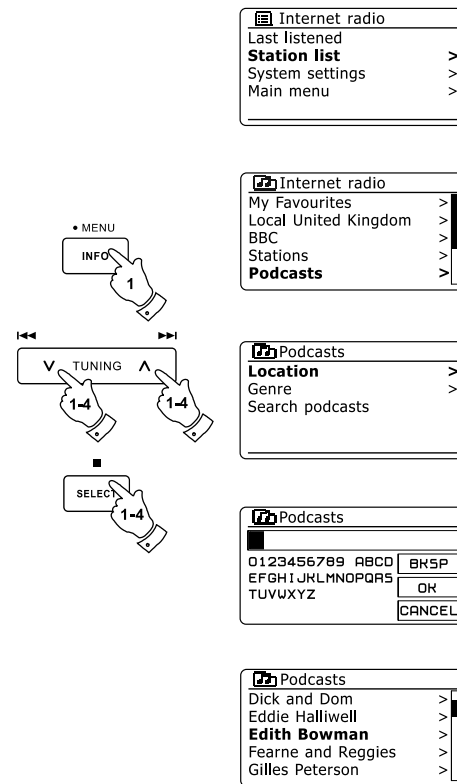 Internet radio
Last listened
Station list >
System settings >
Main menu >
Internet radio
My Favourites >
Local United Kingdom >
BBC >
Stations >
Podcasts >
• MENU
INFO
1
TUNING
1-4
1-4
SELECT
1-4
Podcasts
Location >
Genre >
Search podcasts
Podcasts
0123456789 ABCD
EFGHIJKLMNOPQRS
TUVWXYZ
BKSP
OK
CANCEL
Podcasts
Dick and Dom >
Eddie Halliwell >
Edith Bowman >
Fearne and Reggies >
Gilles Peterson >